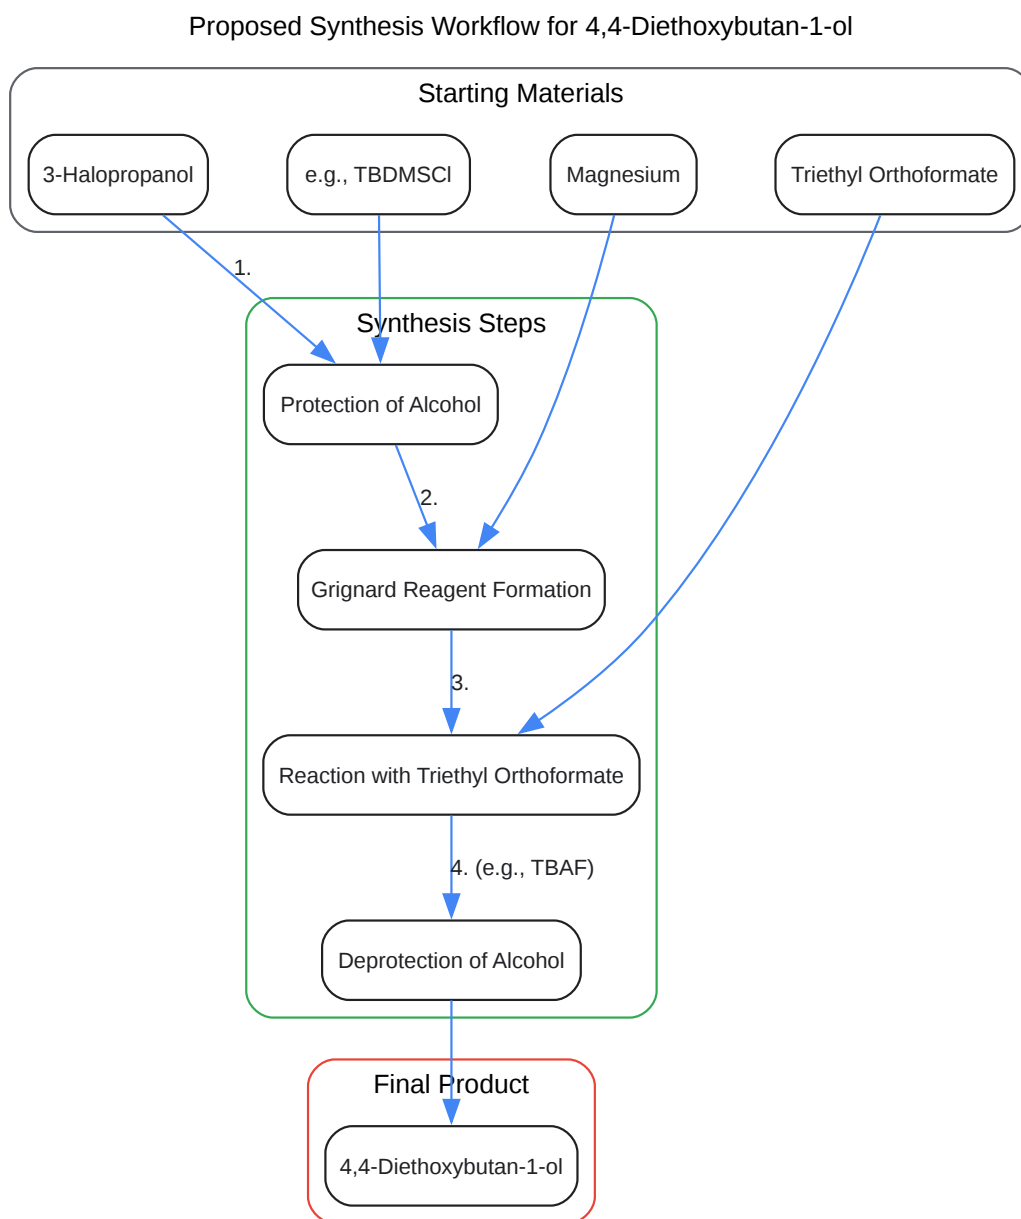 Proposed Synthesis Workflow for 4,4-Diethoxybutan-1-ol
Starting Materials
3-Halopropanol
e.g., TBDMSCl
Magnesium
Triethyl Orthoformate
1.
Synthesis Steps
Protection of Alcohol
2.
Grignard Reagent Formation
3.
Reaction with Triethyl Orthoformate
4. (e.g., TBAF)
Deprotection of Alcohol
Final Product
4,4-Diethoxybutan-1-ol